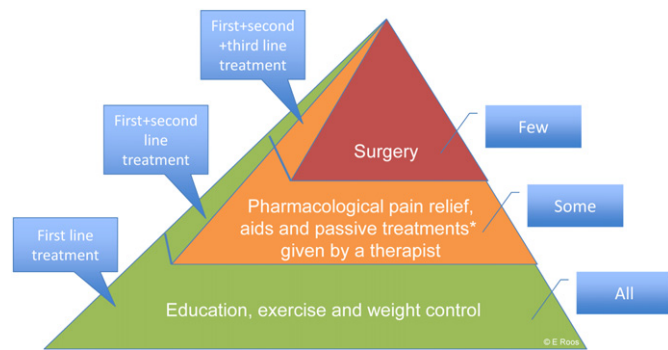 First+second
+third line
treatment
First+second
line
treatment
First line
treatment
Surgery
Few
Pharmacological pain relief,
aids and passive treatments*
given by a therapist
Some
Education, exercise and weight control
All
© E Roos